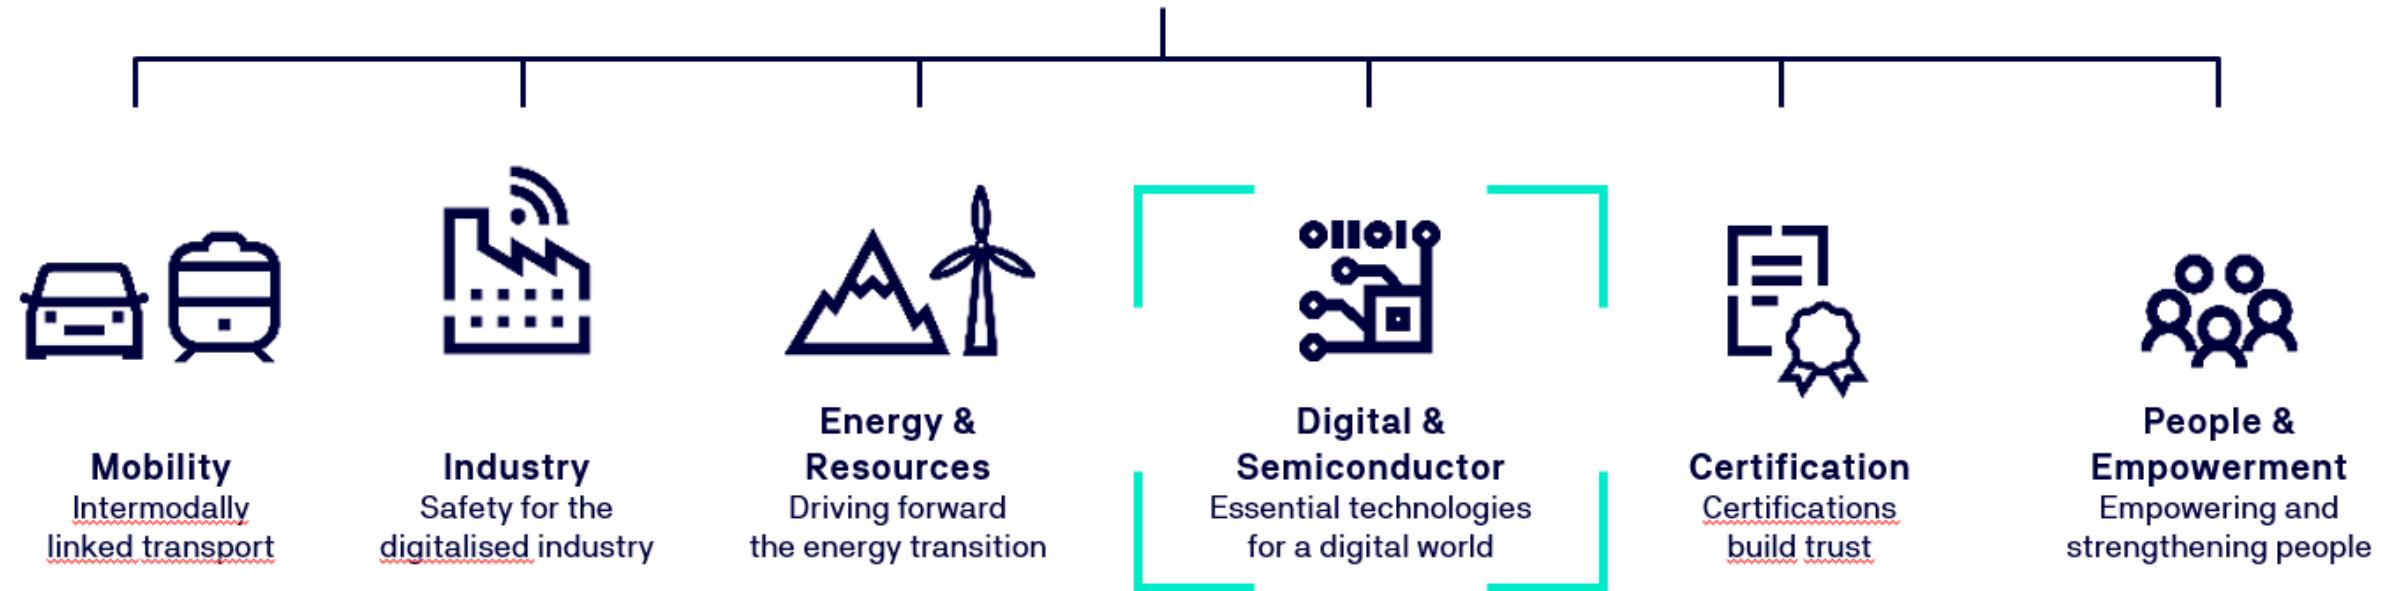 Mobility
Intermodally
linked transport
Industry
Safety for the
digitalised industry
Energy &
Resources
Driving forward
the energy transition
Digital &
Semiconductor
Essential technologies
for a digital world
Certification
Certifications
build trust
People &
Empowerment
Empowering and
strengthening people